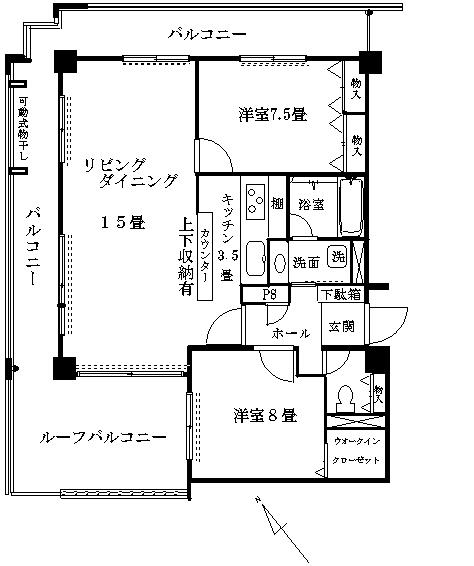 バルコニー
可動式物干し
洋室7.5畳
物入
物入
リビング
ダイニング
15畳
バルコニー
キッチン
3.5畳
棚
浴室
カウンター
上下収納有
洗面
洗
PS
下駄箱
ホール
玄関
物入
洋室8畳
ルーフバルコニー
ウオークイン
クローゼット
N